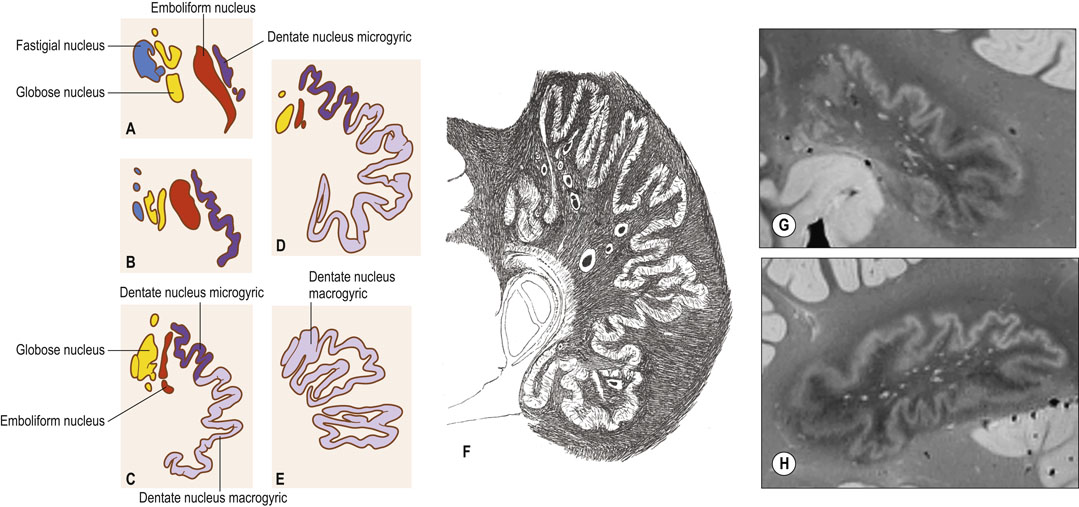 Emboliform nucleus
Fastigial nucleus
Dentate nucleus microgyric
Globose nucleus
A
B
D
Dentate nucleus microgyric
Dentate nucleus
macrogyric
Globose nucleus
Emboliform nucleus
C
E
Dentate nucleus macrogyric
F
G
H